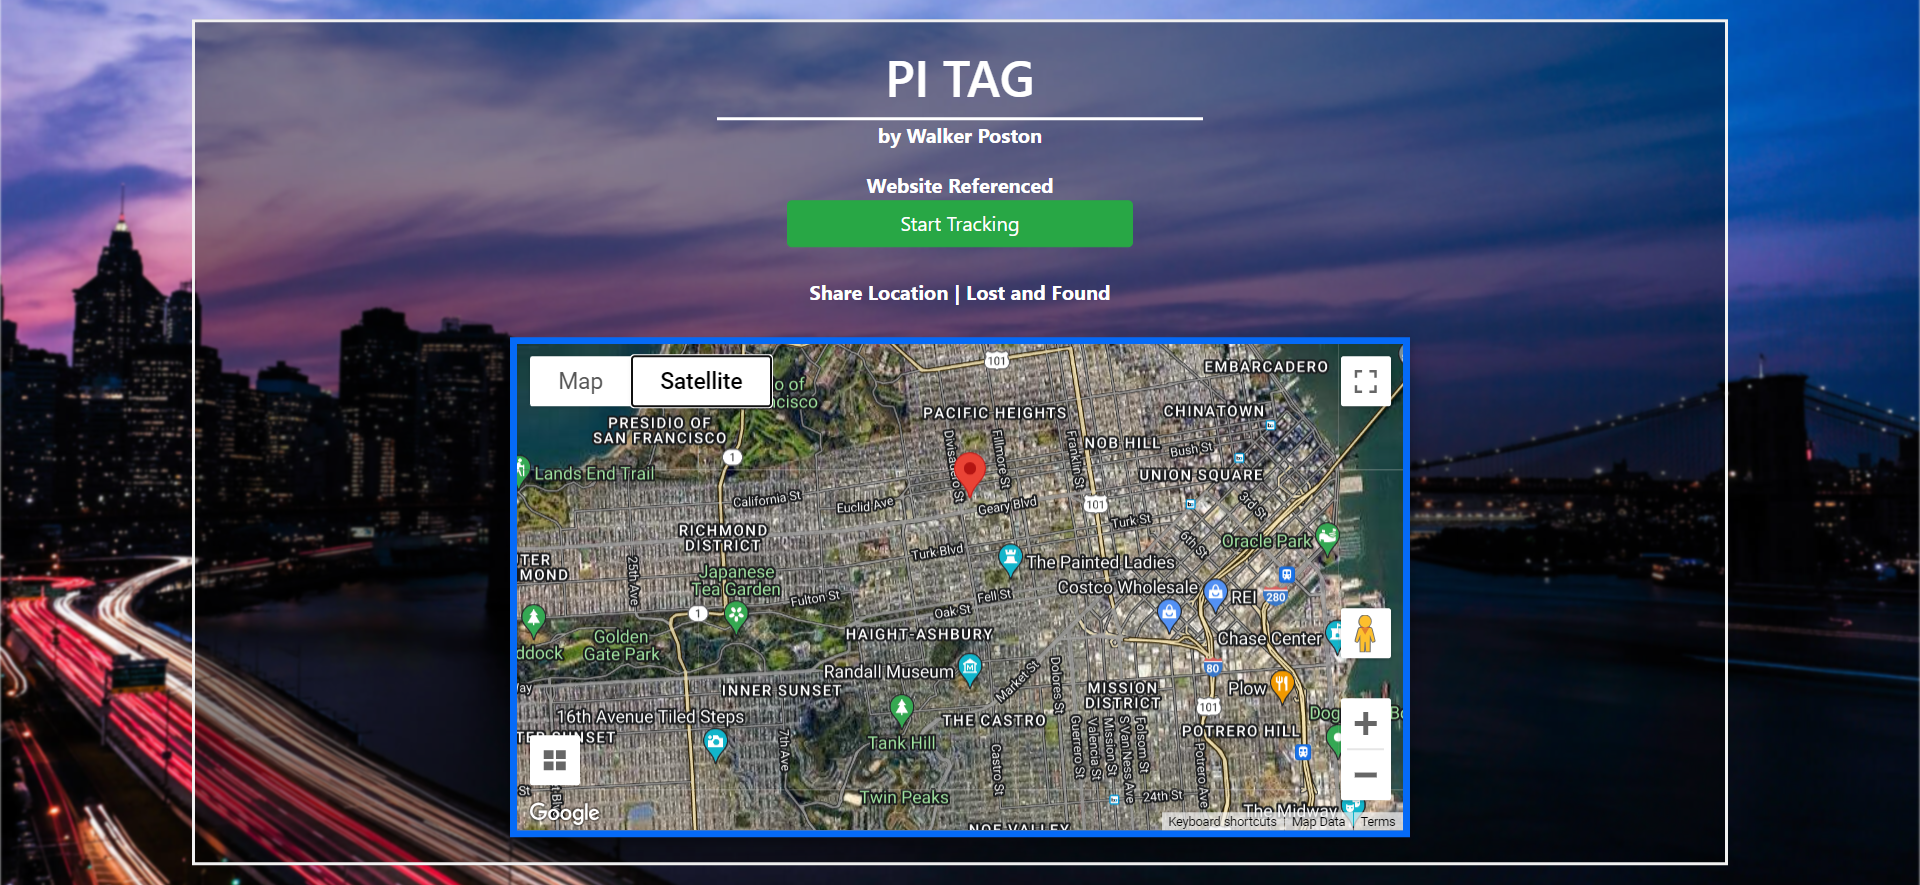 PI TAG
by Walker Poston
Website Referenced
Start Tracking
Share Location | Lost and Found
Map
Satellite
101
EMBARCADERO
o of
ncisco
PACIFIC HEIGHTS
CHINATOWN
PRESIDIO OF
SAN FRANCISCO
NOB HILL
Bush St
1
Lands End Trail
Divisadero St
Fillmore St
Franklin St
UNION SQUARE
California St
Euclid Ave
Geary Blvd
101
3rd St
Turk St
RICHMOND
DISTRICT
6th St
Oracle Park
Turk Blvd
TER
MOND
25th Ave
The Painted Ladies
Japanese
Tea Garden
Costco Wholesale
REI
280
Fulton St
Fell St
Oak St
1
Golden
Gate Park
HAIGHT-ASHBURY
Chase Center
ddock
Randall Museum
80
Market St
Dolores St
ay
INNER SUNSET
MISSION
DISTRICT
Plow
101
16th Avenue Tiled Steps
THE CASTRO
Dog
Bo
TER SUNSET
7th Ave
Tank Hill
Castro St
Guerrero St
Valencia St
Mission St
S Van Ness Ave
Folsom St
POTRERO HILL
Potrero Ave
St
Twin Peaks
24th St
The Midway
Google
NOE VALLEY
Keyboard shortcuts
Map Data
Terms